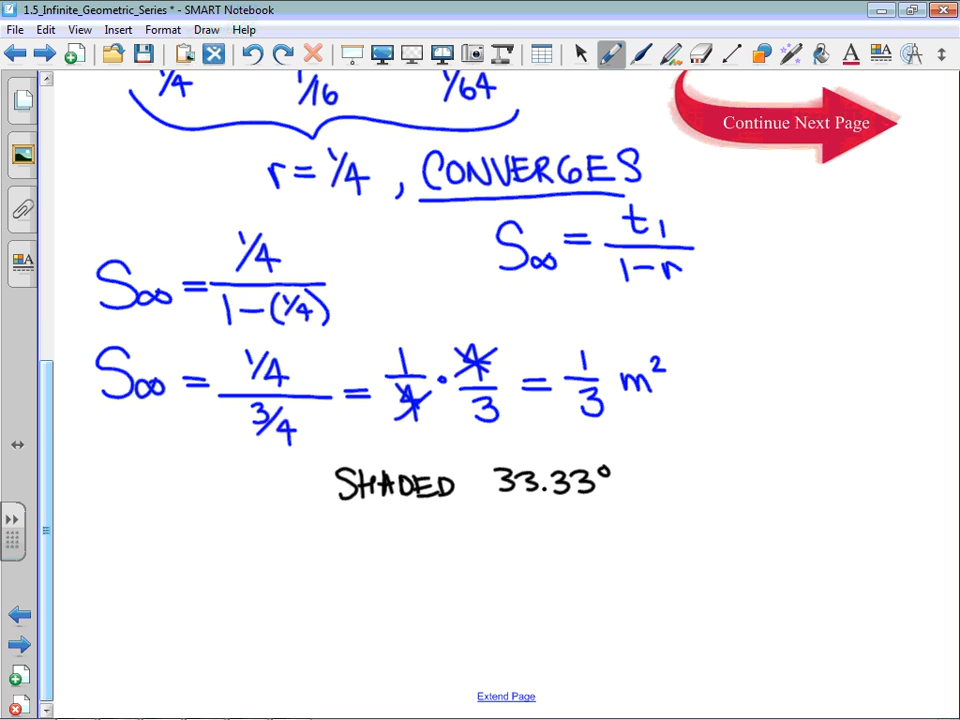 1.5_Infinite_Geometric_Series * - SMART Notebook
File Edit View Insert Format Draw Help
1/4 1/16 1/64
Continue Next Page
r = 1/4 , CONVERGES
S∞ = t1 / 1-r
S∞ = 1/4 / 1-(1/4)
S∞ = 1/4 / 3/4 = 1/4 · 4/3 = 1/3 m²
SHADED 33.33°
Extend Page